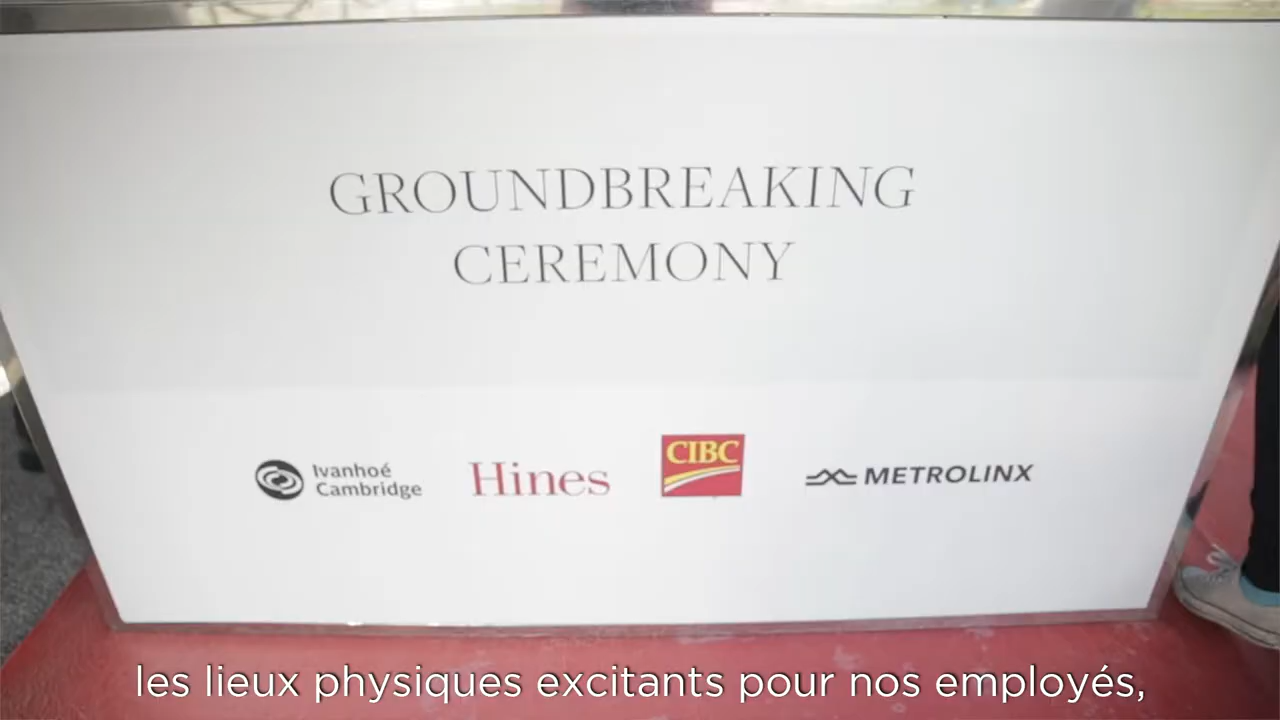 GROUNDBREAKING
CEREMONY
Ivanhoé
Cambridge
Hines
CIBC
METROLINX
les lieux physiques excitants pour nos employés,